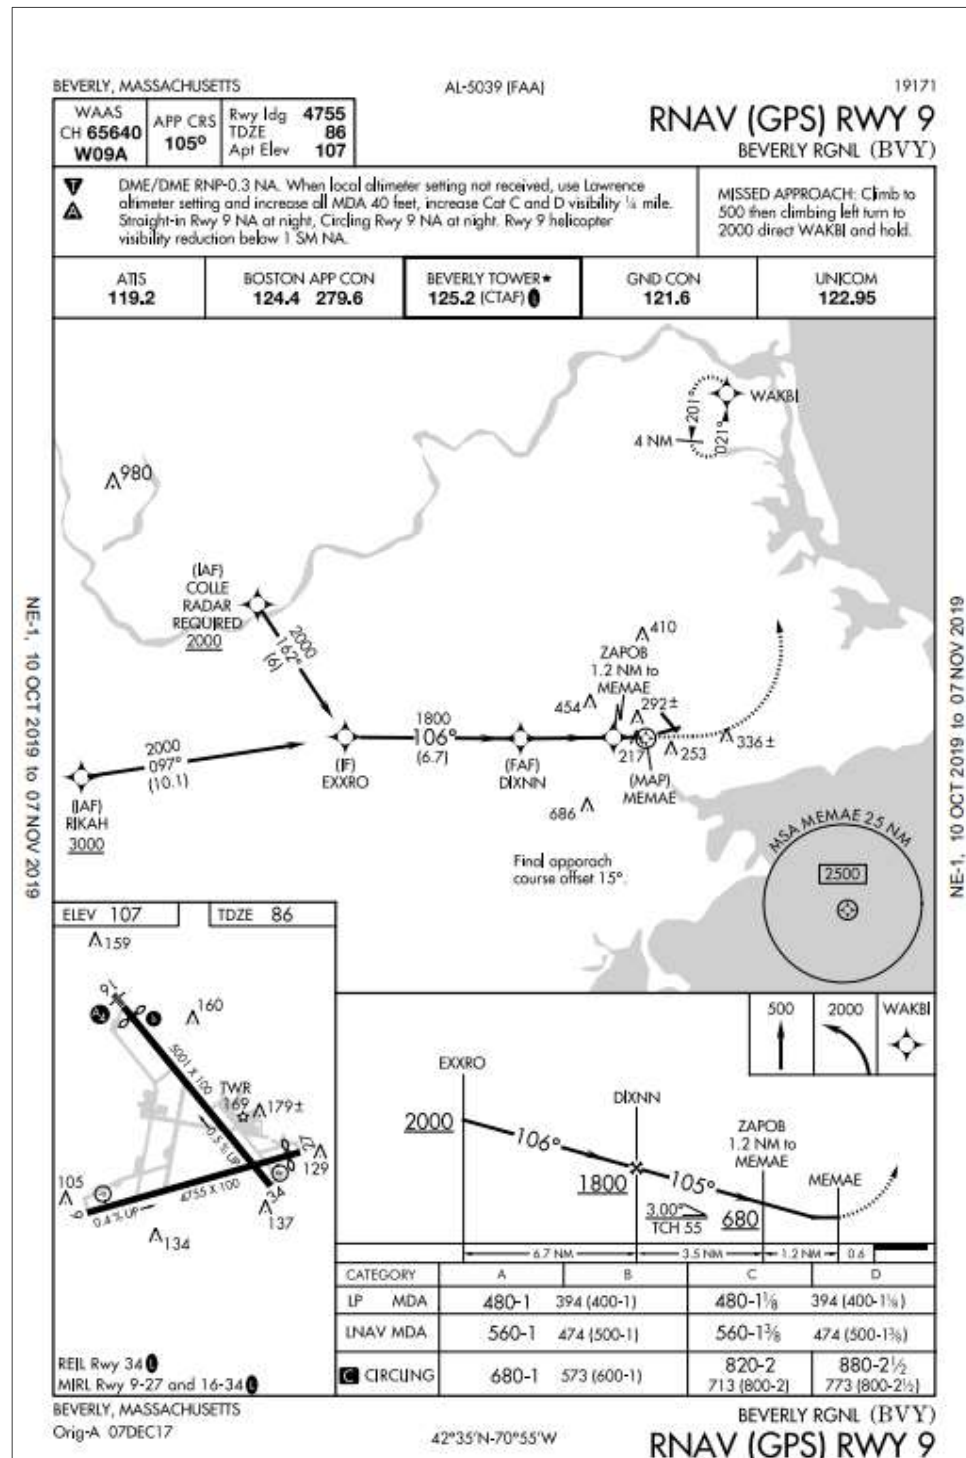 BEVERLY, MASSACHUSETTS
AL-5039 (FAA)
19171
WAAS
CH 65640
W09A
APP CRS
105°
Rwy ldg 4755
TDZE 86
Apt Elev 107
RNAV (GPS) RWY 9
BEVERLY RGNL (BVY)
T
A
DME/DME RNP-0.3 NA. When local altimeter setting not received, use Lawrence
altimeter setting and increase all MDA 40 feet, increase Cat C and D visibility ¼ mile.
Straight-in Rwy 9 NA at night, Circling Rwy 9 NA at night. Rwy 9 helicopter
visibility reduction below 1 SM NA.
MISSED APPROACH: Climb to
500 then climbing left turn to
2000 direct WAKBI and hold.
ATIS
119.2
BOSTON APP CON
124.4 279.6
BEVERLY TOWER★
125.2 (CTAF) L
GND CON
121.6
UNICOM
122.95
WAKBI
201°
021°
4 NM
980
(IAF)
COLLE
RADAR
REQUIRED
2000
2000
162°
(6)
410
ZAPOB
1.2 NM to
MEMAE
454
292±
1800
106°
(6.7)
217
253
336±
2000
097°
(10.1)
(IF)
EXXRO
(FAF)
DIXNN
(MAP)
MEMAE
(IAF)
RIKAH
3000
686
Final apporach
course offset 15°.
MSA MEMAE 25 NM
2500
NE-1, 10 OCT 2019 to 07 NOV 2019
NE-1, 10 OCT 2019 to 07 NOV 2019
ELEV 107
TDZE 86
159
160
5001 X 100
TWR
169
179±
0.5% UP
27
129
105
9
0.4% UP
4755 X 100
34
137
134
REIL Rwy 34 L
MIRL Rwy 9-27 and 16-34 L
500
2000
WAKBI
EXXRO
DIXNN
ZAPOB
1.2 NM to
MEMAE
MEMAE
2000
106°
1800
105°
3.00°
TCH 55
680
6.7 NM
3.5 NM
1.2 NM
0.6
CATEGORY A B C D
LP MDA 480-1 394 (400-1) 480-1⅛ 394 (400-1⅛)
LNAV MDA 560-1 474 (500-1) 560-1⅜ 474 (500-1⅜)
C CIRCLING 680-1 573 (600-1) 820-2 713 (800-2) 880-2½ 773 (800-2½)
BEVERLY, MASSACHUSETTS
Orig-A 07DEC17
42°35'N-70°55'W
BEVERLY RGNL (BVY)
RNAV (GPS) RWY 9